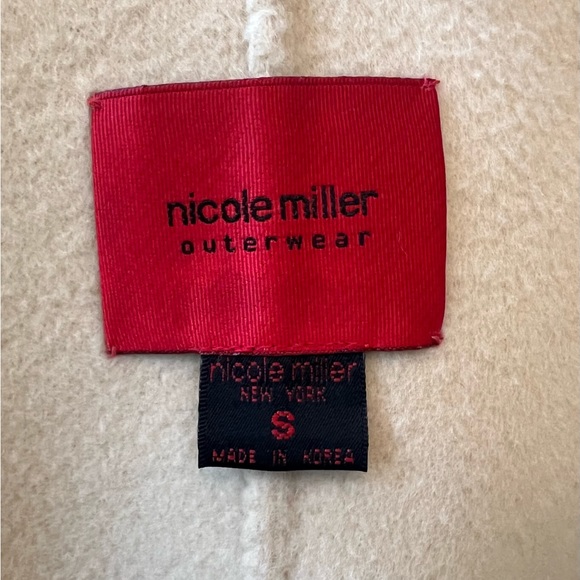 nicole miller
outerwear
nicole miller
NEW YORK
S
MADE IN KOREA